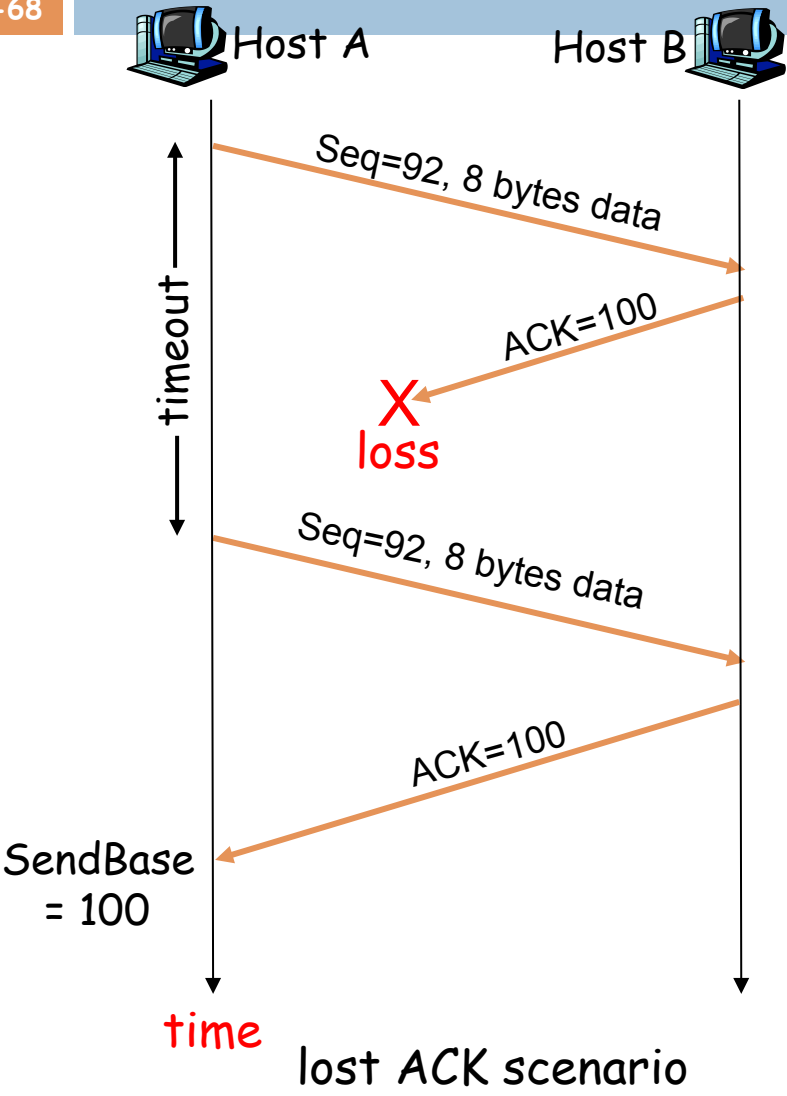 -68
Host A
Host B
Seq=92, 8 bytes data
timeout
ACK=100
X
loss
Seq=92, 8 bytes data
ACK=100
SendBase
= 100
time
lost ACK scenario